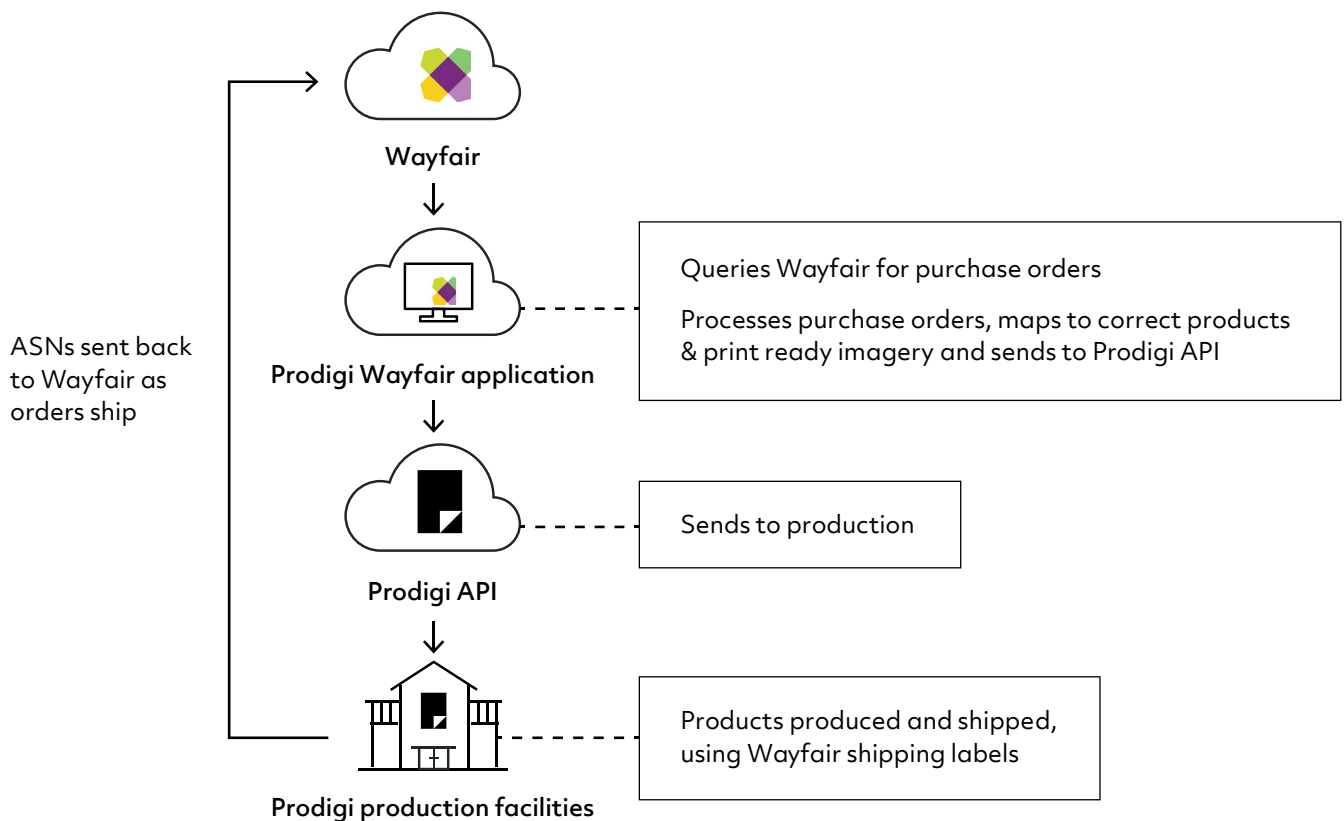 Wayfair
Queries Wayfair for purchase orders
Processes purchase orders, maps to correct products
& print ready imagery and sends to Prodigi API
ASNs sent back
to Wayfair as
orders ship
Prodigi Wayfair application
Sends to production
Prodigi API
Products produced and shipped,
using Wayfair shipping labels
Prodigi production facilities